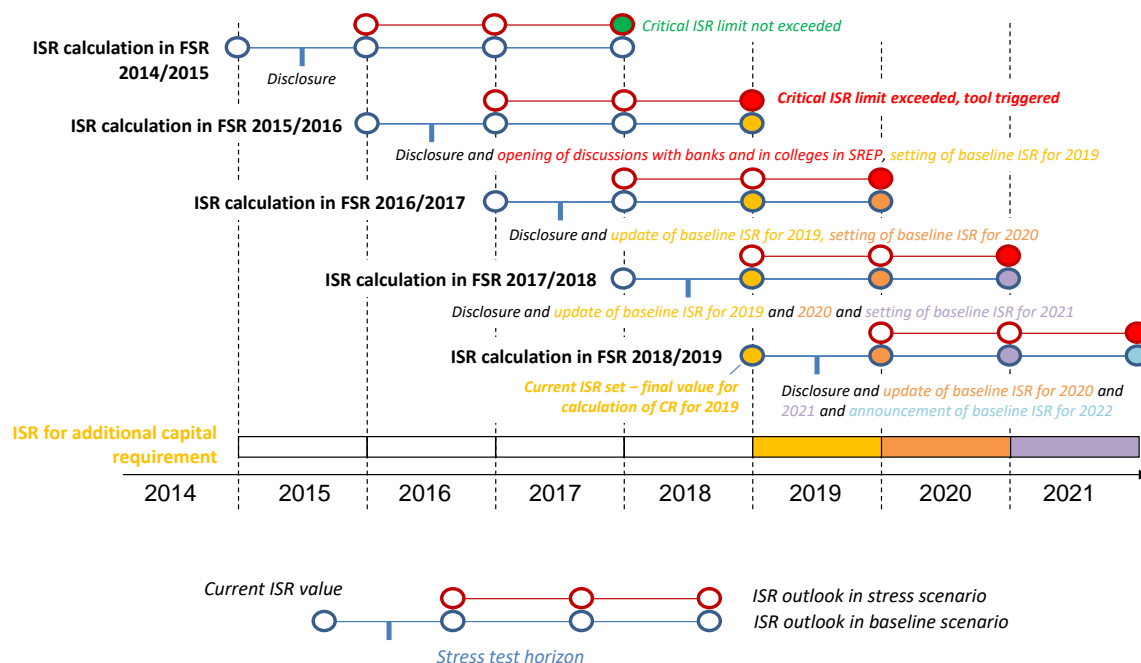 ISR calculation in FSR
2014/2015
Critical ISR limit not exceeded
Disclosure
ISR calculation in FSR 2015/2016
Critical ISR limit exceeded, tool triggered
Disclosure and opening of discussions with banks and in colleges in SREP, setting of baseline ISR for 2019
ISR calculation in FSR 2016/2017
Disclosure and update of baseline ISR for 2019, setting of baseline ISR for 2020
ISR calculation in FSR 2017/2018
Disclosure and update of baseline ISR for 2019 and 2020 and setting of baseline ISR for 2021
ISR calculation in FSR 2018/2019
Current ISR set – final value for
calculation of CR for 2019
Disclosure and update of baseline ISR for 2020 and
2021 and announcement of baseline ISR for 2022
ISR for additional capital
requirement
2014 2015 2016 2017 2018 2019 2020 2021
Current ISR value
ISR outlook in stress scenario
ISR outlook in baseline scenario
Stress test horizon